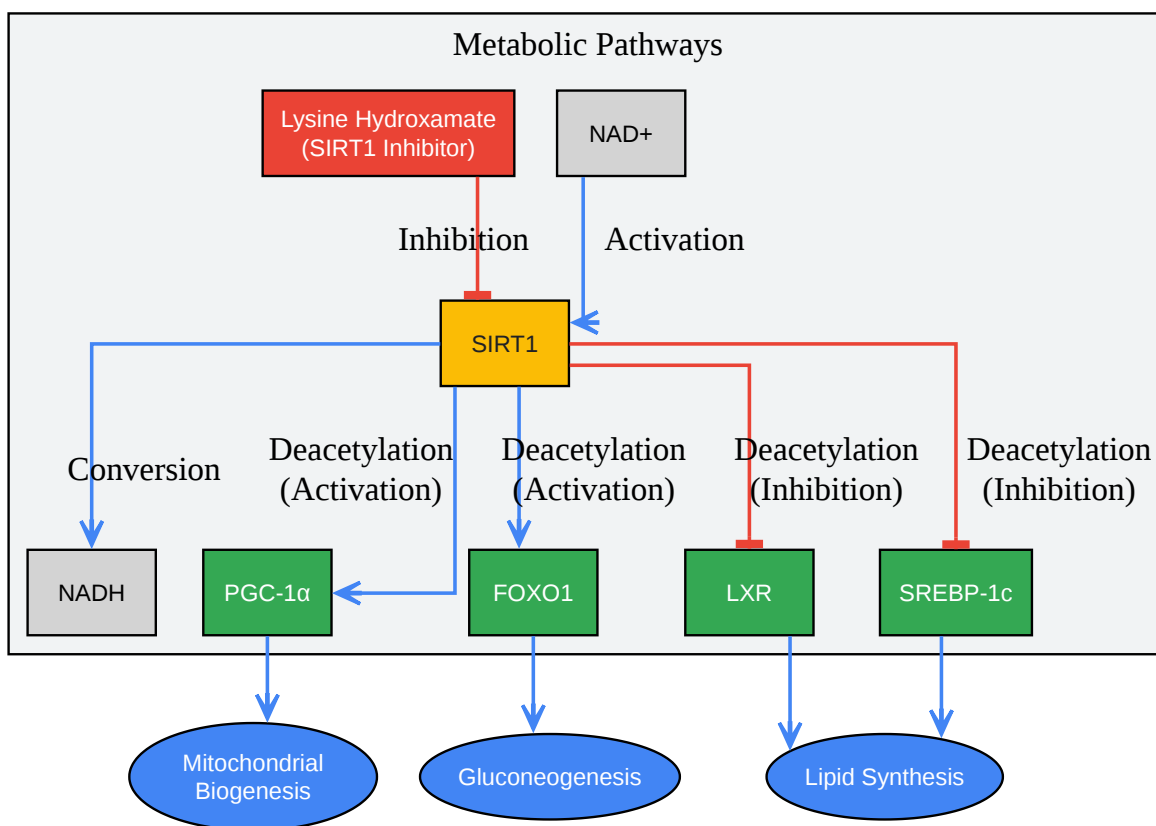 Metabolic Pathways
Lysine Hydroxamate
(SIRT1 Inhibitor)
NAD+
Inhibition
Activation
SIRT1
Conversion
Deacetylation
(Activation)
Deacetylation
(Activation)
Deacetylation
(Inhibition)
Deacetylation
(Inhibition)
NADH
PGC-1α
FOXO1
LXR
SREBP-1c
Mitochondrial
Biogenesis
Gluconeogenesis
Lipid Synthesis